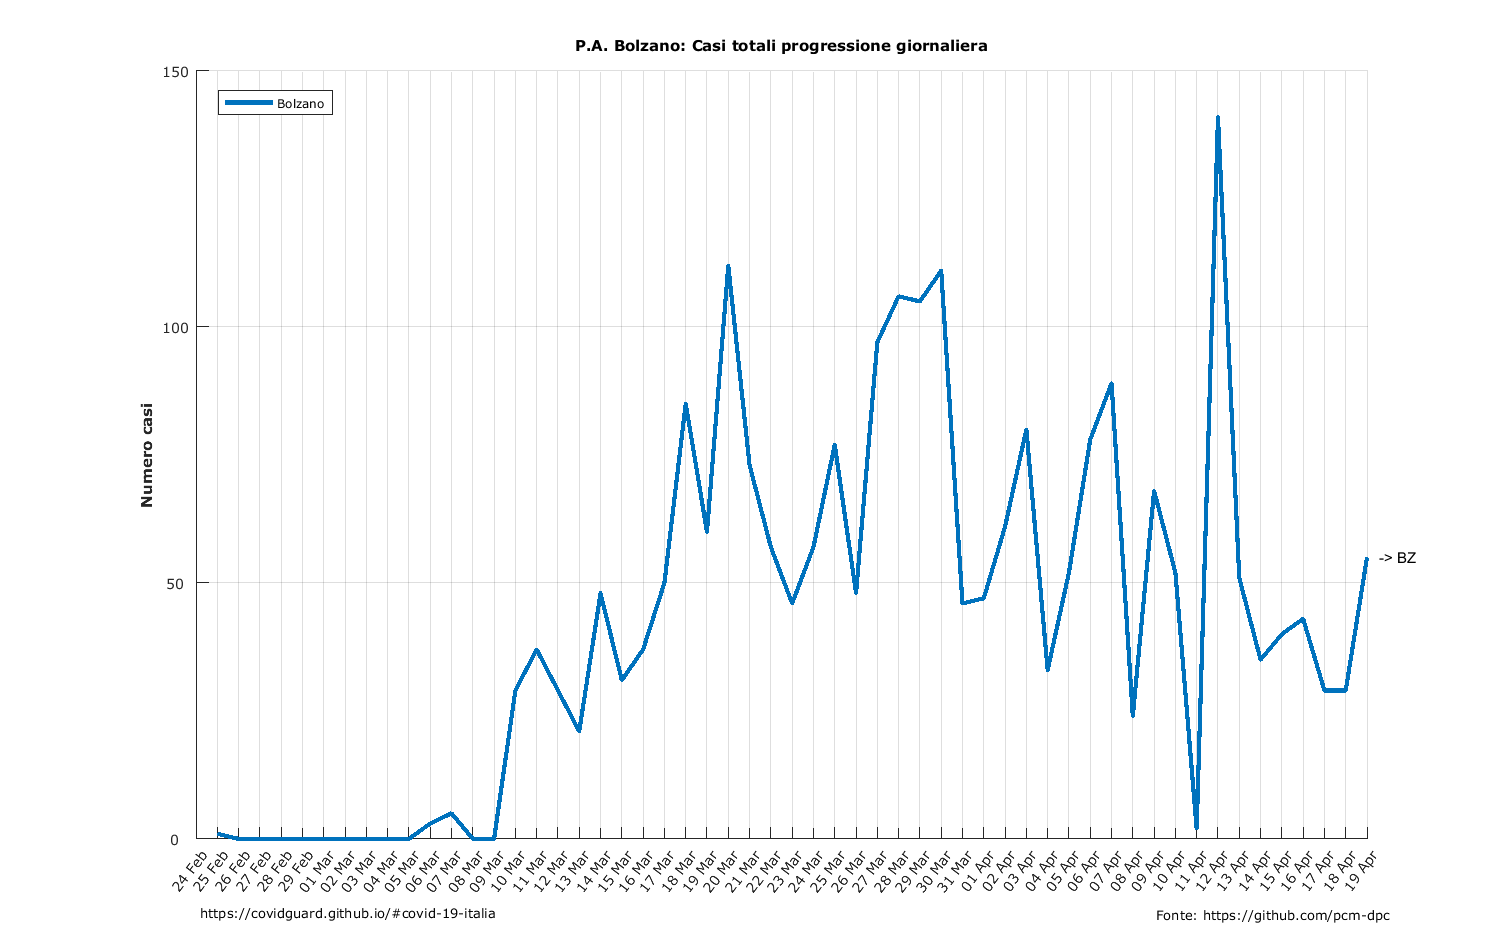 P.A. Bolzano: Casi totali progressione giornaliera
150
Bolzano
100
Numero casi
-> BZ
50
0
24 Feb
25 Feb
26 Feb
27 Feb
28 Feb
29 Feb
01 Mar
02 Mar
03 Mar
04 Mar
05 Mar
06 Mar
07 Mar
08 Mar
09 Mar
10 Mar
11 Mar
12 Mar
13 Mar
14 Mar
15 Mar
16 Mar
17 Mar
18 Mar
19 Mar
20 Mar
21 Mar
22 Mar
23 Mar
24 Mar
25 Mar
26 Mar
27 Mar
28 Mar
29 Mar
30 Mar
31 Mar
01 Apr
02 Apr
03 Apr
04 Apr
05 Apr
06 Apr
07 Apr
08 Apr
09 Apr
10 Apr
11 Apr
12 Apr
13 Apr
14 Apr
15 Apr
16 Apr
17 Apr
18 Apr
19 Apr
https://covidguard.github.io/#covid-19-italia
Fonte: https://github.com/pcm-dpc